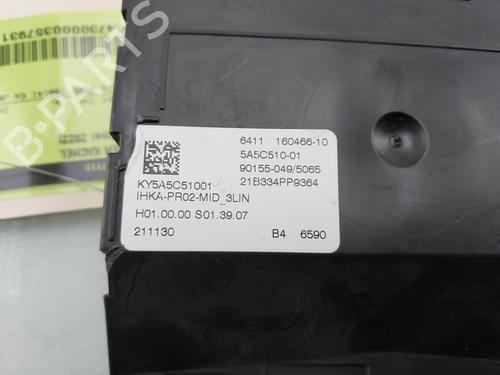 6411 160466-10
5A5C510-01
90155-049/5065
KY5A5C51001 21B334PP9364
IHKA-PR02-MID_3LIN
H01.00.00 S01.39.07
211130 B4 6590
B-PARTS
KACHEL